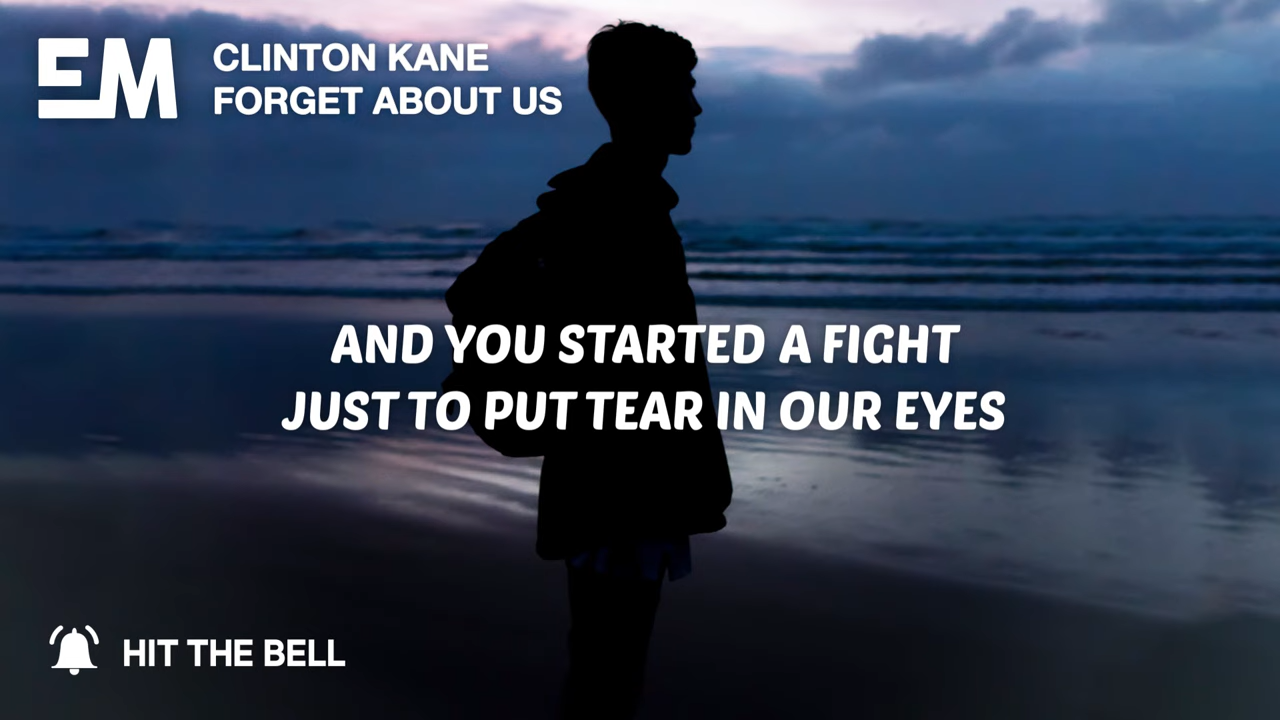 EM
CLINTON KANE
FORGET ABOUT US
AND YOU STARTED A FIGHT
JUST TO PUT TEAR IN OUR EYES
HIT THE BELL